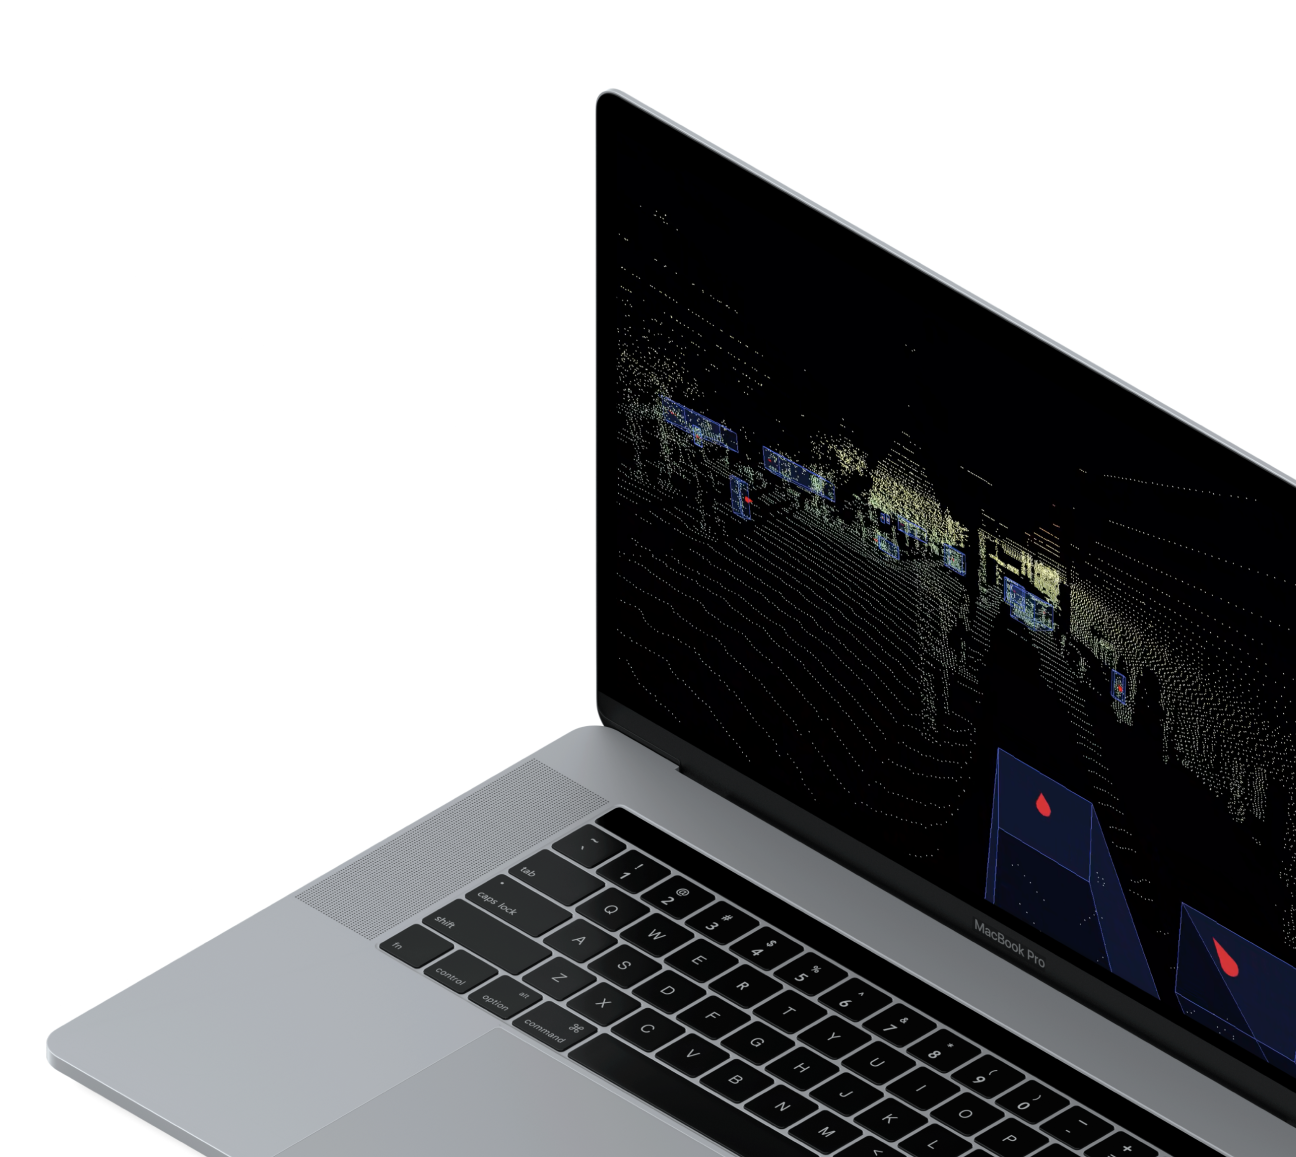 MacBook Pro
~ `
! 1
@ 2
# 3
$ 4
% 5
^ 6
& 7
* 8
( 9
) 0
— -
+ =
tab
Q W E R T Y U I O P
caps lock
A S D F G H J K L
shift
Z X C V B N M <
fn
control
alt option
⌘ command